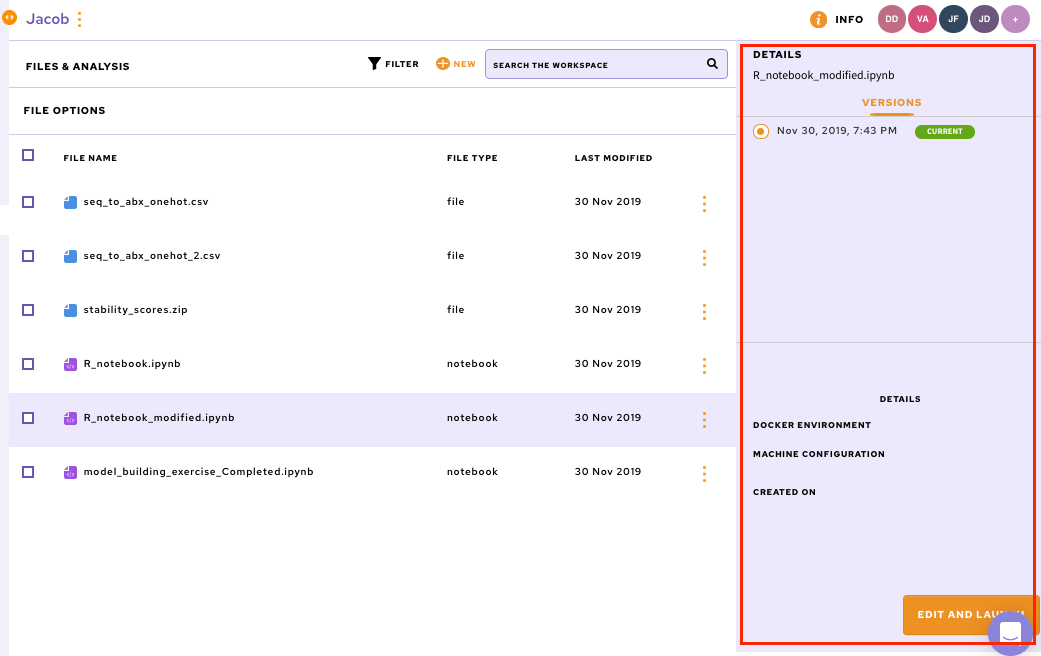 Jacob
INFO
DD VA JF JD +
FILES & ANALYSIS
FILTER
NEW
SEARCH THE WORKSPACE
FILE OPTIONS
FILE NAME FILE TYPE LAST MODIFIED
seq_to_abx_onehot.csv file 30 Nov 2019
seq_to_abx_onehot_2.csv file 30 Nov 2019
stability_scores.zip file 30 Nov 2019
R_notebook.ipynb notebook 30 Nov 2019
R_notebook_modified.ipynb notebook 30 Nov 2019
model_building_exercise_Completed.ipynb notebook 30 Nov 2019
DETAILS
R_notebook_modified.ipynb
VERSIONS
Nov 30, 2019, 7:43 PM CURRENT
DETAILS
DOCKER ENVIRONMENT
MACHINE CONFIGURATION
CREATED ON
EDIT AND